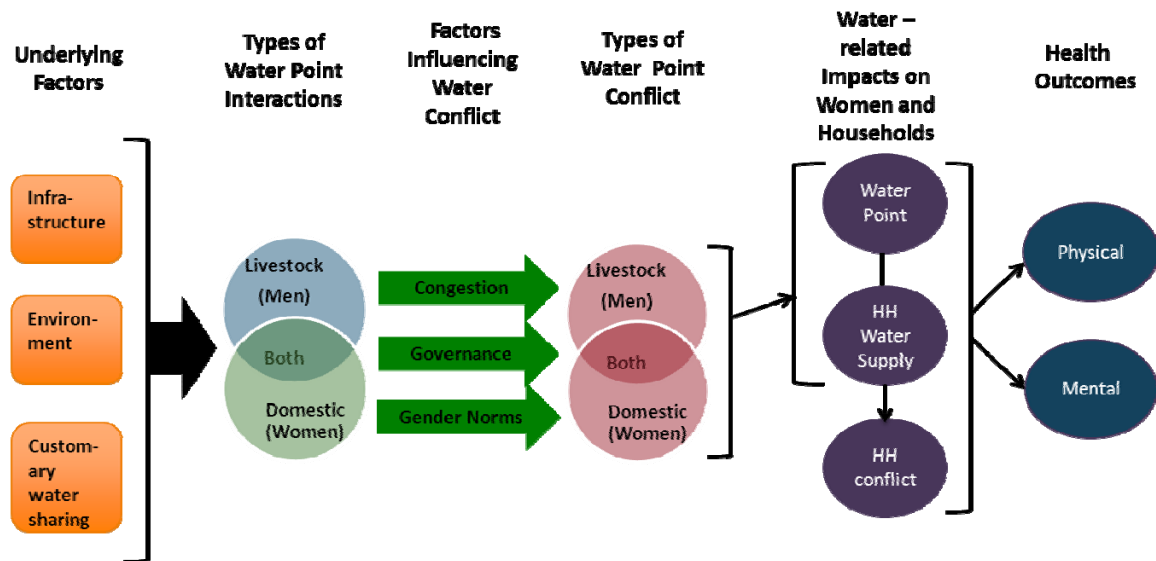 Underlying
Factors
Types of
Water Point
Interactions
Factors
Influencing
Water
Conflict
Types of
Water Point
Conflict
Water –
related
Impacts on
Women and
Households
Health
Outcomes
Infra-
structure
Environ-
ment
Custom-
ary
water
sharing
Livestock
(Men)
Both
Domestic
(Women)
Congestion
Governance
Gender Norms
Livestock
(Men)
Both
Domestic
(Women)
Water
Point
HH
Water
Supply
HH
conflict
Physical
Mental